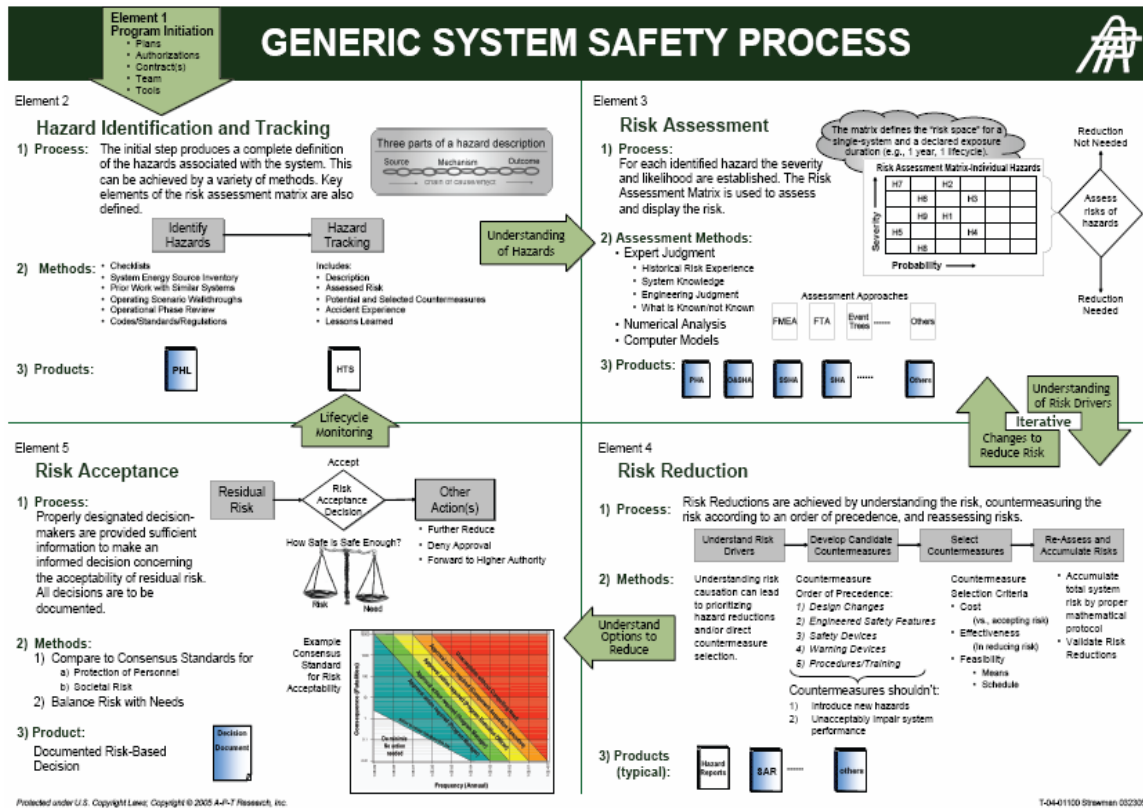 Element 1
Program Initiation
• Plans
• Authorizations
• Contract(s)
• Team
• Tools
GENERIC SYSTEM SAFETY PROCESS
Element 2
Hazard Identification and Tracking
1) Process: The initial step produces a complete definition
of the hazards associated with the system. This
can be achieved by a variety of methods. Key
elements of the risk assessment matrix are also
defined.
Three parts of a hazard description
Source Mechanism Outcome
chain of cause/effect
Identify
Hazards
Hazard
Tracking
2) Methods:
• Checklists
• System Energy Source Inventory
• Prior Work with Similar Systems
• Operating Scenario Walkthroughs
• Operational Phase Review
• Codes/Standards/Regulations
Includes:
• Description
• Assessed Risk
• Potential and Selected Countermeasures
• Accident Experience
• Lessons Learned
3) Products:
PHL
HTS
Understanding
of Hazards
Element 3
Risk Assessment
1) Process:
For each identified hazard the severity
and likelihood are established. The Risk
Assessment Matrix is used to assess
and display the risk.
The matrix defines the "risk space" for a
single-system and a declared exposure
duration (e.g., 1 year, 1 lifecycle).
Risk Assessment Matrix-Individual Hazards
H7 H2
H6 H3
H9 H1
H5 H4
H8
Severity
Probability
Reduction
Not Needed
Assess
risks of
hazards
Reduction
Needed
2) Assessment Methods:
• Expert Judgment
• Historical Risk Experience
• System Knowledge
• Engineering Judgment
• What is Known/not Known
• Numerical Analysis
• Computer Models
Assessment Approaches
FMEA
FTA
Event
Trees
......
Others
3) Products:
PHA
O&SHA
SSHA
SHA
......
Others
Understanding
of Risk Drivers
Iterative
Changes to
Reduce Risk
Lifecycle
Monitoring
Element 5
Risk Acceptance
1) Process:
Properly designated decision-
makers are provided sufficient
information to make an
informed decision concerning
the acceptability of residual risk.
All decisions are to be
documented.
Residual
Risk
Accept
Risk
Acceptance
Decision
Other
Action(s)
• Further Reduce
• Deny Approval
• Forward to Higher Authority
How Safe is Safe Enough?
Risk
Need
2) Methods:
1) Compare to Consensus Standards for
a) Protection of Personnel
b) Societal Risk
2) Balance Risk with Needs
3) Product:
Documented Risk-Based
Decision
Decision
Document
Example
Consensus
Standard
for Risk
Acceptability
Consequence (Fatalities)
De minimis
No action
needed
Frequency (Annual)
Understand
Options to
Reduce
Element 4
Risk Reduction
1) Process: Risk Reductions are achieved by understanding the risk, countermeasuring the
risk according to an order of precedence, and reassessing risks.
Understand Risk
Drivers
Develop Candidate
Countermeasures
Select
Countermeasures
Re-Assess and
Accumulate Risks
2) Methods:
Understanding risk
causation can lead
to prioritizing
hazard reductions
and/or direct
countermeasure
selection.
Countermeasure
Order of Precedence:
1) Design Changes
2) Engineered Safety Features
3) Safety Devices
4) Warning Devices
5) Procedures/Training
Countermeasures shouldn't:
1) Introduce new hazards
2) Unacceptably impair system
performance
Countermeasure
Selection Criteria
• Cost
(vs., accepting risk)
• Effectiveness
(in reducing risk)
• Feasibility
• Means
• Schedule
• Accumulate
total system
risk by proper
mathematical
protocol
• Validate Risk
Reductions
3) Products
(typical):
Hazard
Reports
SAR
......
others
Protected under U.S. Copyright Laws; Copyright © 2005 A-P-T Research, Inc.